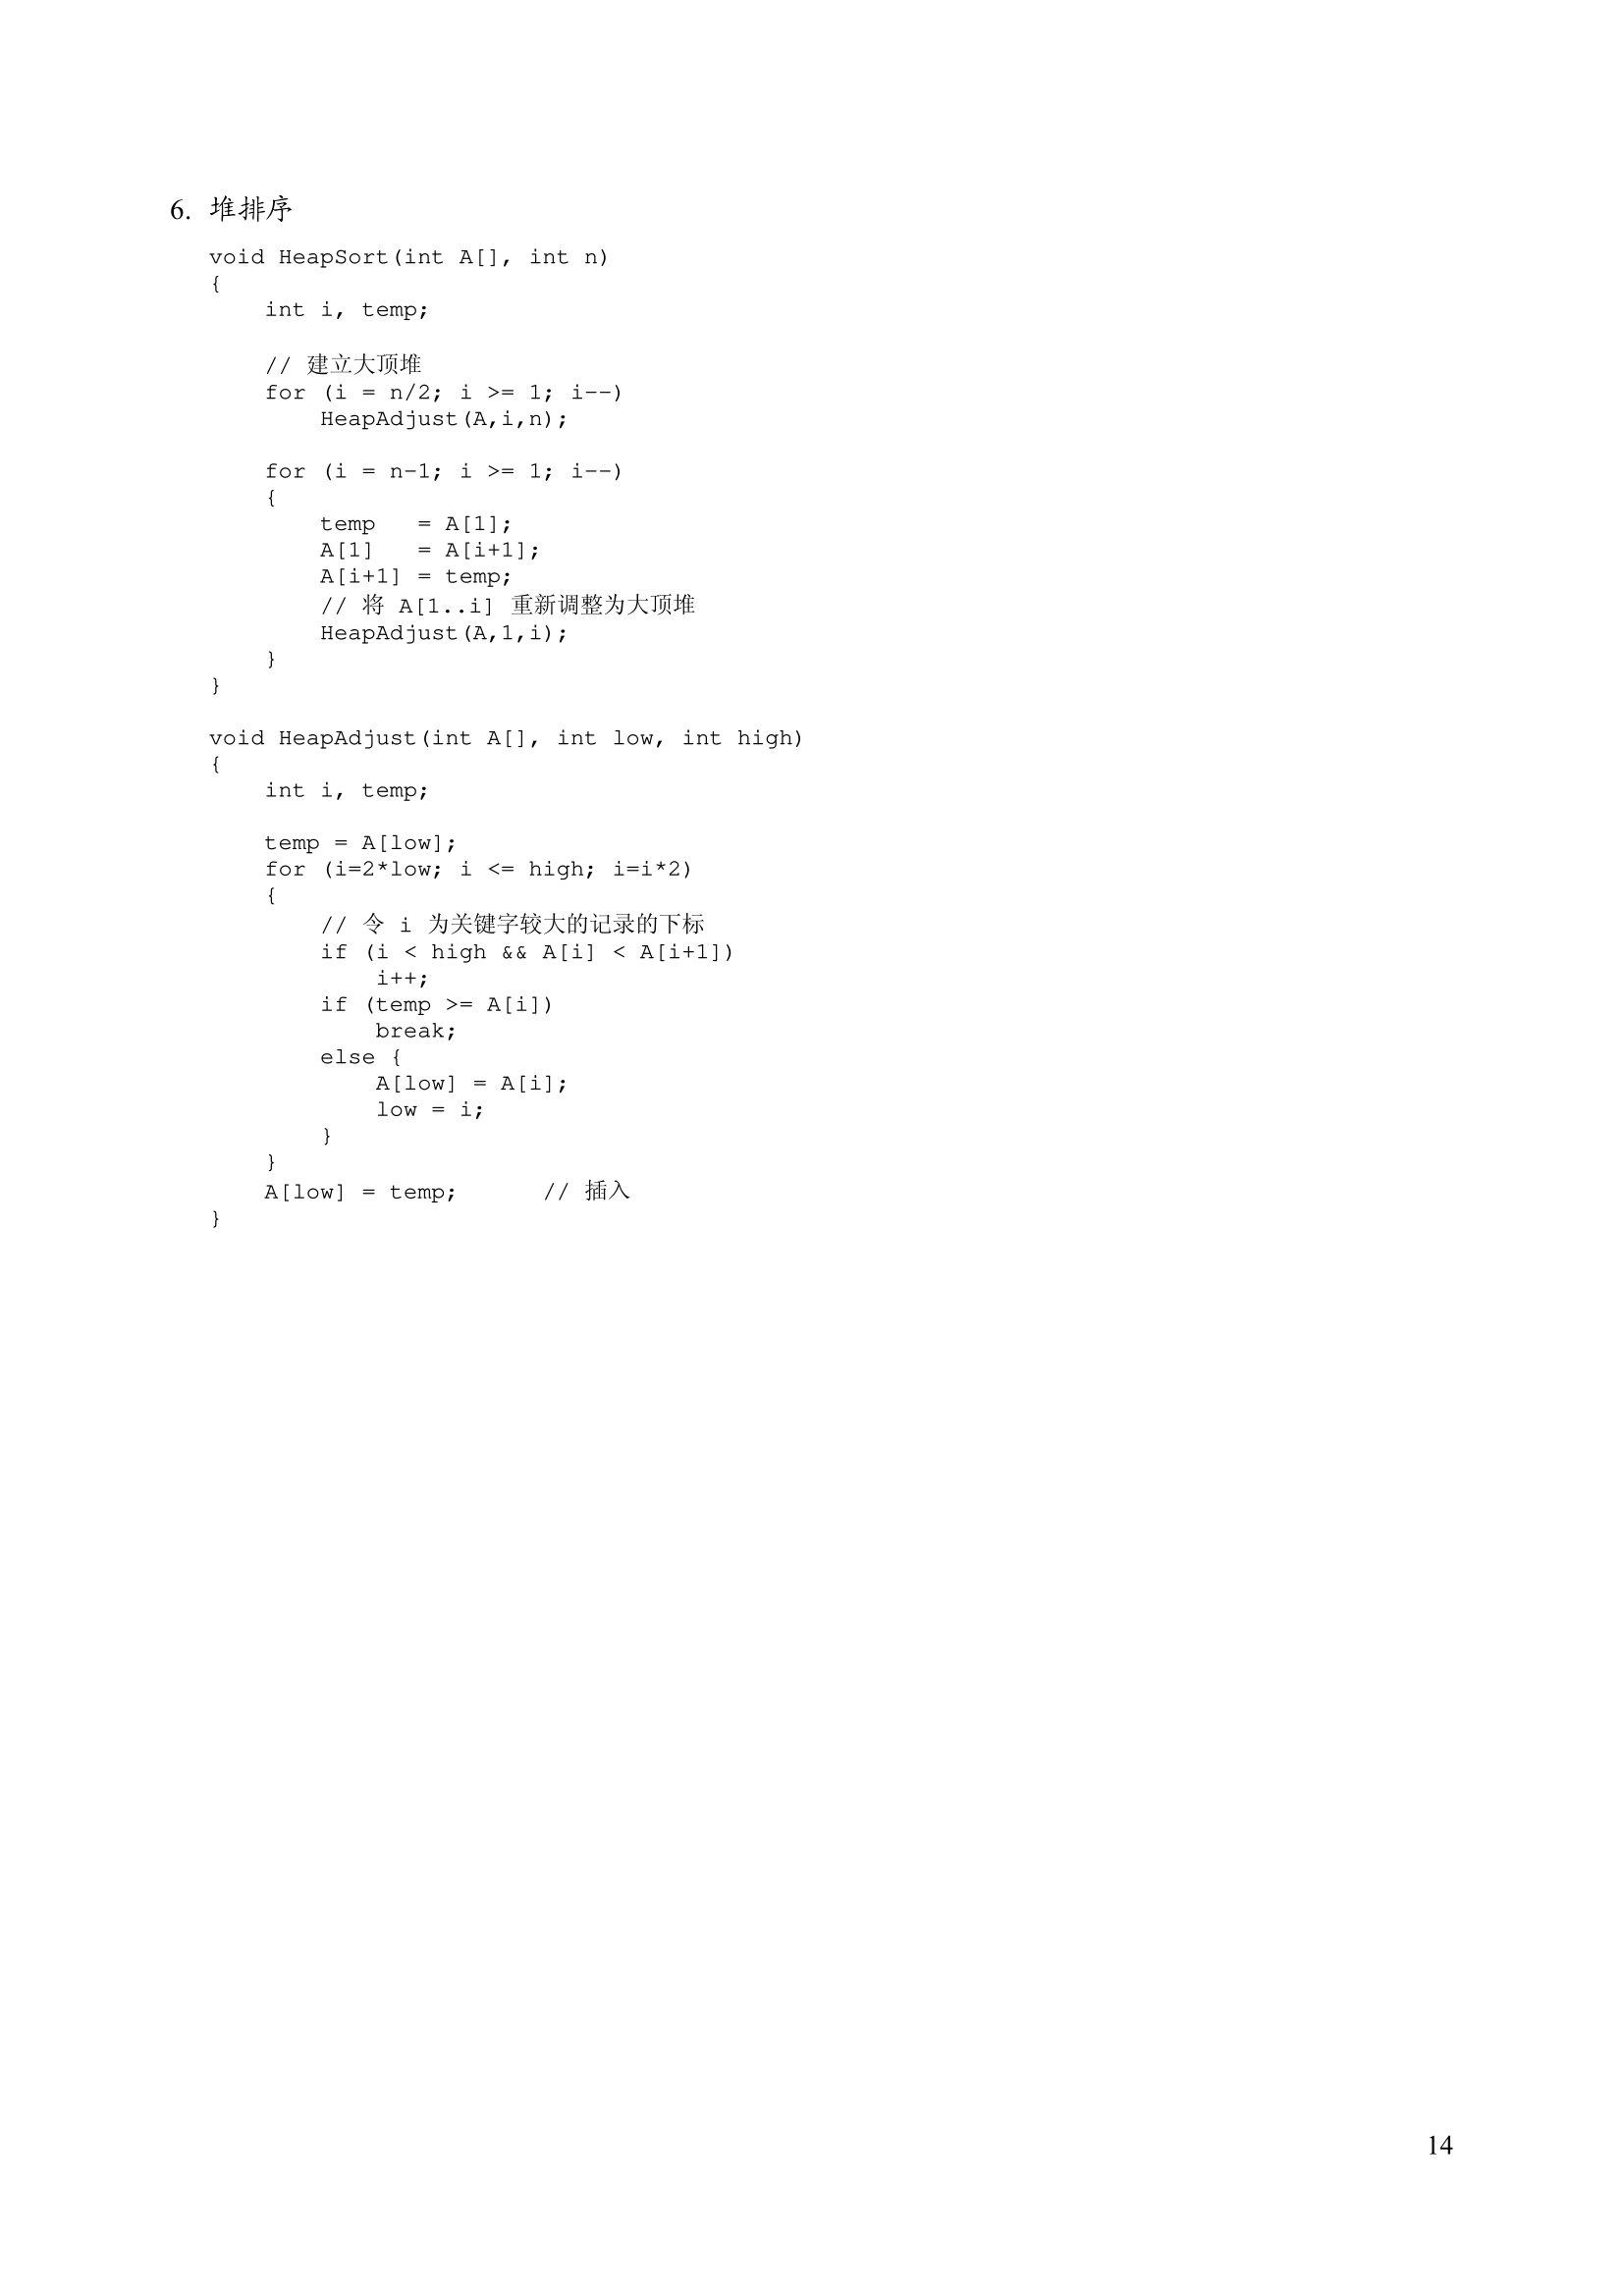 6. 堆排序
void HeapSort(int A[], int n)
{
    int i, temp;

    // 建立大顶堆
    for (i = n/2; i >= 1; i--)
        HeapAdjust(A,i,n);

    for (i = n-1; i >= 1; i--)
    {
        temp   = A[1];
        A[1]   = A[i+1];
        A[i+1] = temp;
        // 将 A[1..i] 重新调整为大顶堆
        HeapAdjust(A,1,i);
    }
}

void HeapAdjust(int A[], int low, int high)
{
    int i, temp;

    temp = A[low];
    for (i=2*low; i <= high; i=i*2)
    {
        // 令 i 为关键字较大的记录的下标
        if (i < high && A[i] < A[i+1])
            i++;
        if (temp >= A[i])
            break;
        else {
            A[low] = A[i];
            low = i;
        }
    }
    A[low] = temp;      // 插入
}
14